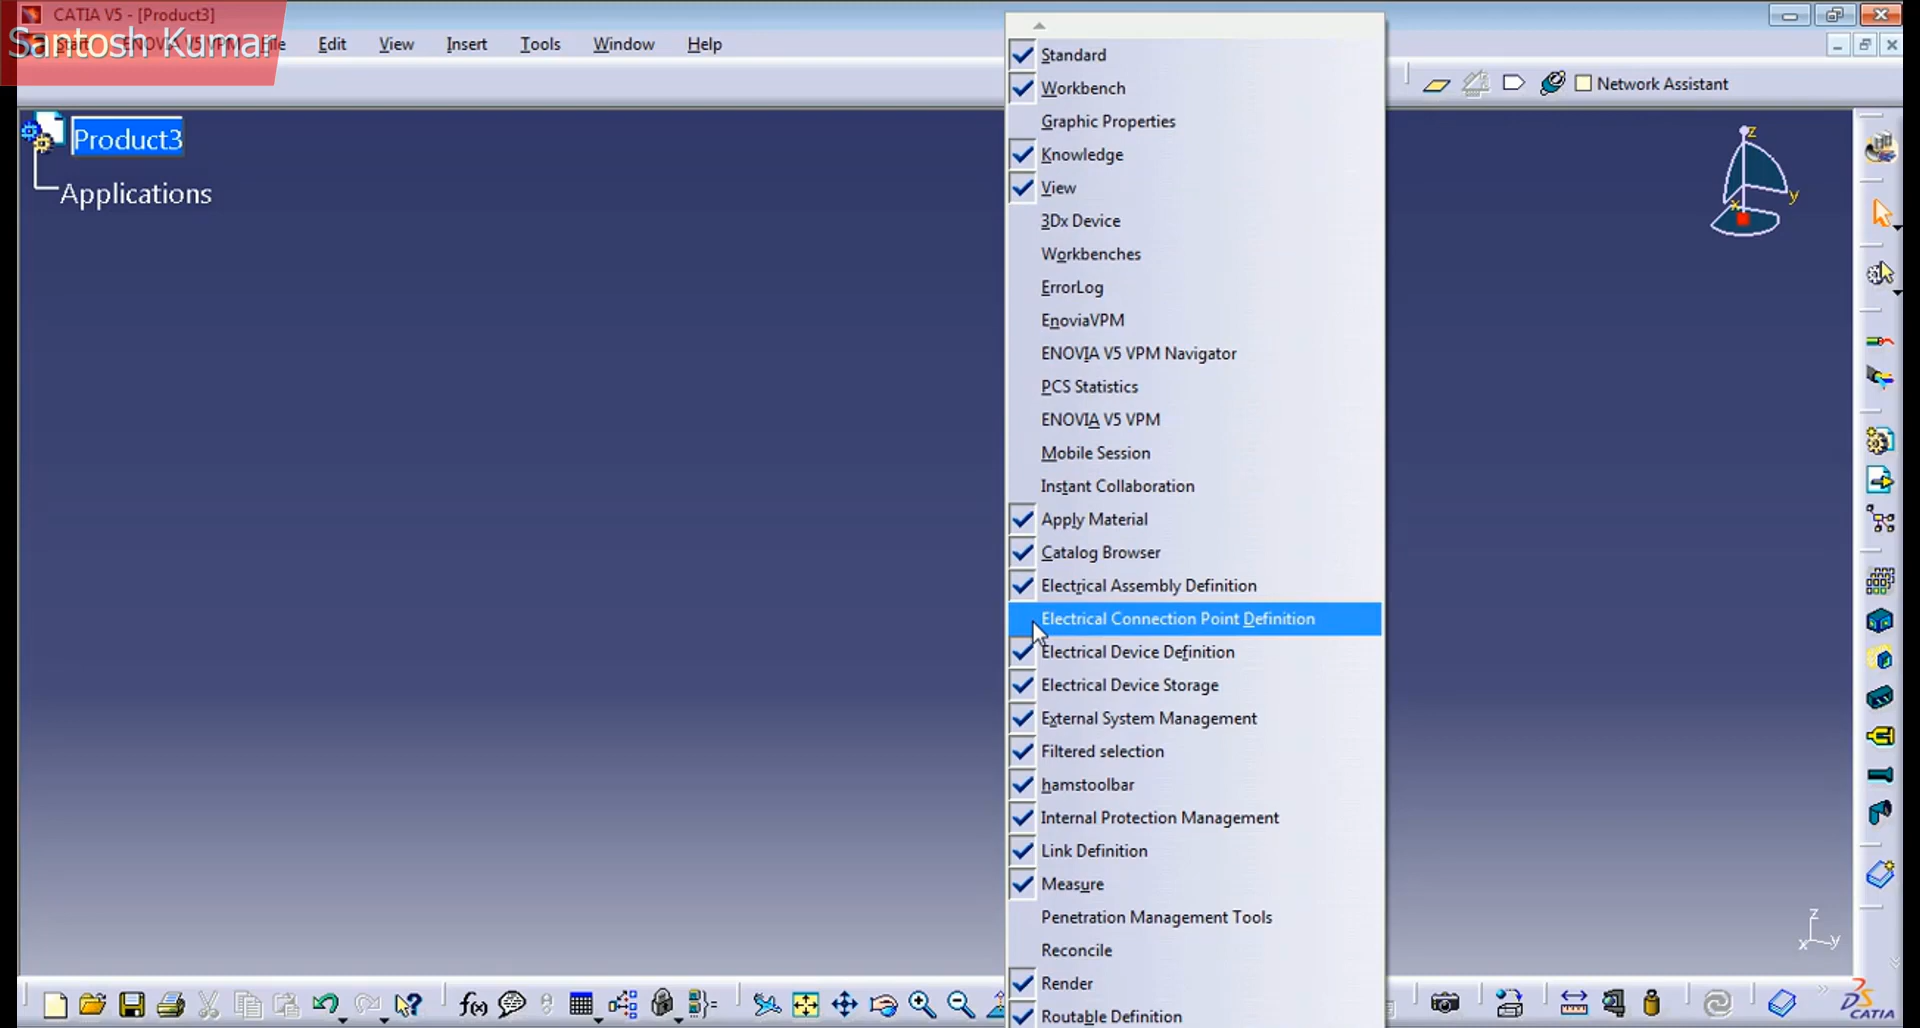 CATIA V5 - [Product3]
Santosh Kumar
Edit
View
Insert
Tools
Window
Help
Network Assistant
Product3
Applications
Standard
Workbench
Graphic Properties
Knowledge
View
3Dx Device
Workbenches
ErrorLog
EnoviaVPM
ENOVIA V5 VPM Navigator
PCS Statistics
ENOVIA V5 VPM
Mobile Session
Instant Collaboration
Apply Material
Catalog Browser
Electrical Assembly Definition
Electrical Connection Point Definition
Electrical Device Definition
Electrical Device Storage
External System Management
Filtered selection
hamstoolbar
Internal Protection Management
Link Definition
Measure
Penetration Management Tools
Reconcile
Render
Routable Definition
z
y
x
z
x
y
f(x)
CATIA